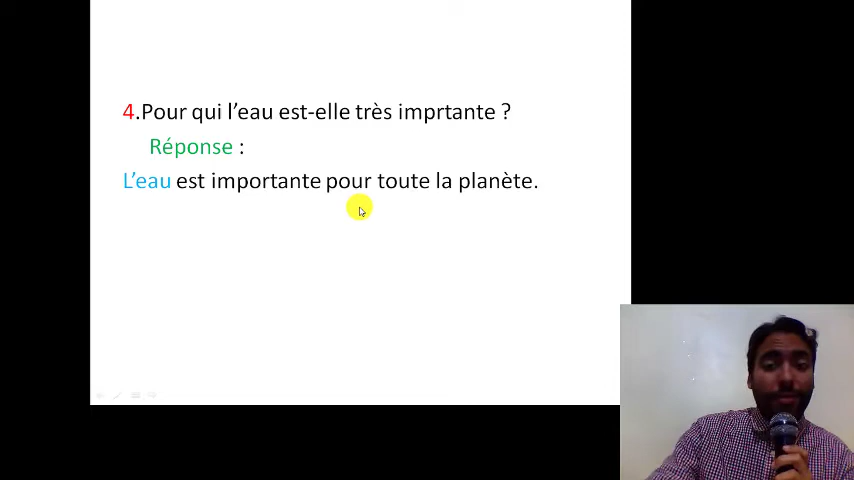 4.Pour qui l’eau est-elle très imprtante ?
Réponse :
L’eau est importante pour toute la planète.